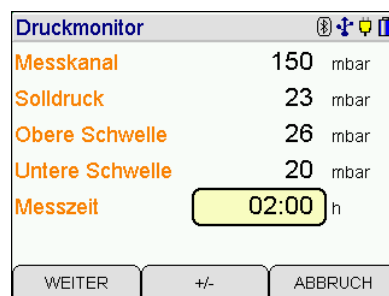 Druckmonitor
Messkanal 150 mbar
Solldruck 23 mbar
Obere Schwelle 26 mbar
Untere Schwelle 20 mbar
Messzeit 02:00 h
WEITER +/- ABBRUCH